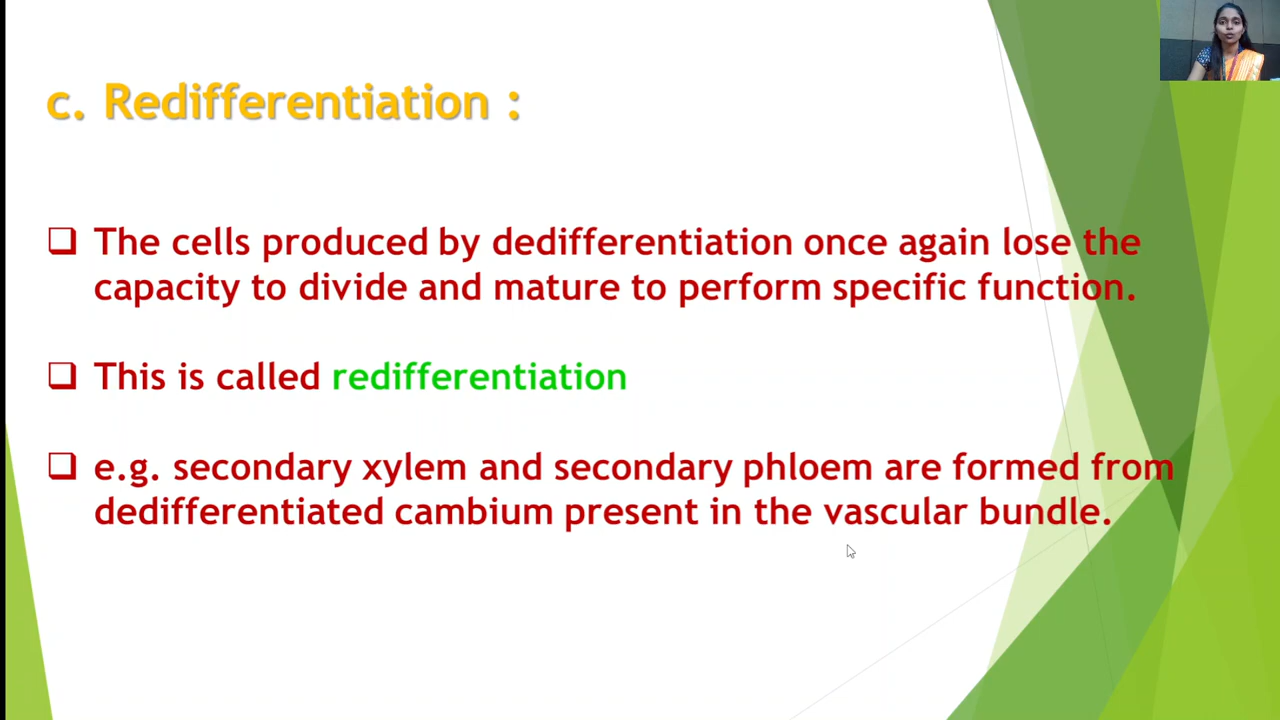 c. Redifferentiation :
❑ The cells produced by dedifferentiation once again lose the
capacity to divide and mature to perform specific function.
❑ This is called redifferentiation
❑ e.g. secondary xylem and secondary phloem are formed from
dedifferentiated cambium present in the vascular bundle.